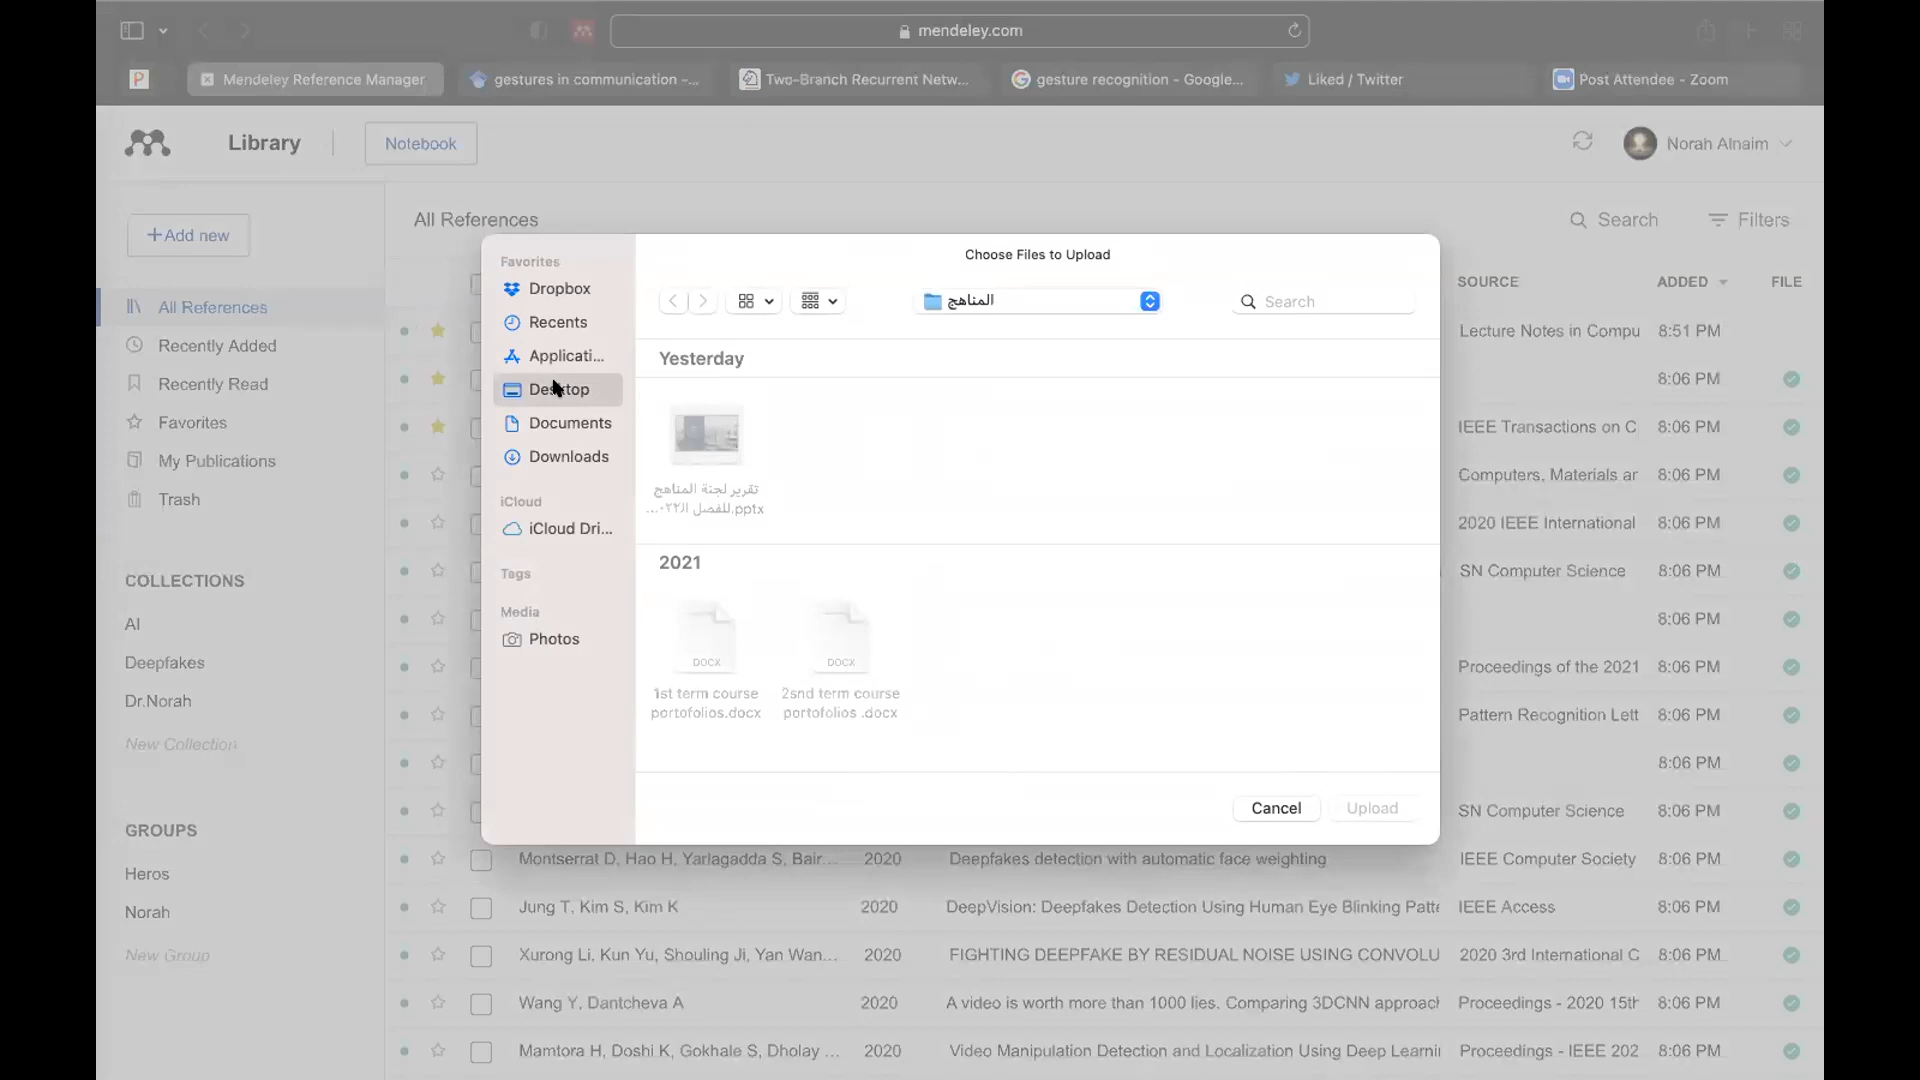 mendeley.com
Mendeley Reference Manager
gestures in communication -...
Two-Branch Recurrent Netw...
gesture recognition - Google...
Liked / Twitter
Post Attendee - Zoom
Library
Notebook
Norah Alnaim
+Add new
All References
Search
Filters
All References
Recently Added
Recently Read
Favorites
My Publications
Trash
COLLECTIONS
AI
Deepfakes
Dr.Norah
New Collection
GROUPS
Heros
Norah
New Group
Favorites
Dropbox
Recents
Applicati...
Desktop
Documents
Downloads
iCloud
iCloud Dri...
Tags
Media
Photos
Choose Files to Upload
المناهج
Search
Yesterday
تقرير لجنة المناهج
للفصل ال٠٢٢...pptx
2021
DOCX
1st term course
portofolios.docx
DOCX
2snd term course
portofolios .docx
Cancel
Upload
SOURCE ADDED FILE
Lecture Notes in Compu 8:51 PM
8:06 PM
IEEE Transactions on C 8:06 PM
Computers, Materials ar 8:06 PM
2020 IEEE International 8:06 PM
SN Computer Science 8:06 PM
8:06 PM
Proceedings of the 2021 8:06 PM
Pattern Recognition Lett 8:06 PM
8:06 PM
SN Computer Science 8:06 PM
Montserrat D, Hao H, Yarlagadda S, Bair... 2020 Deepfakes detection with automatic face weighting IEEE Computer Society 8:06 PM
Jung T, Kim S, Kim K 2020 DeepVision: Deepfakes Detection Using Human Eye Blinking Patte IEEE Access 8:06 PM
Xurong Li, Kun Yu, Shouling Ji, Yan Wan... 2020 FIGHTING DEEPFAKE BY RESIDUAL NOISE USING CONVOLU 2020 3rd International C 8:06 PM
Wang Y, Dantcheva A 2020 A video is worth more than 1000 lies. Comparing 3DCNN approach Proceedings - 2020 15th 8:06 PM
Mamtora H, Doshi K, Gokhale S, Dholay ... 2020 Video Manipulation Detection and Localization Using Deep Learni Proceedings - IEEE 202 8:06 PM